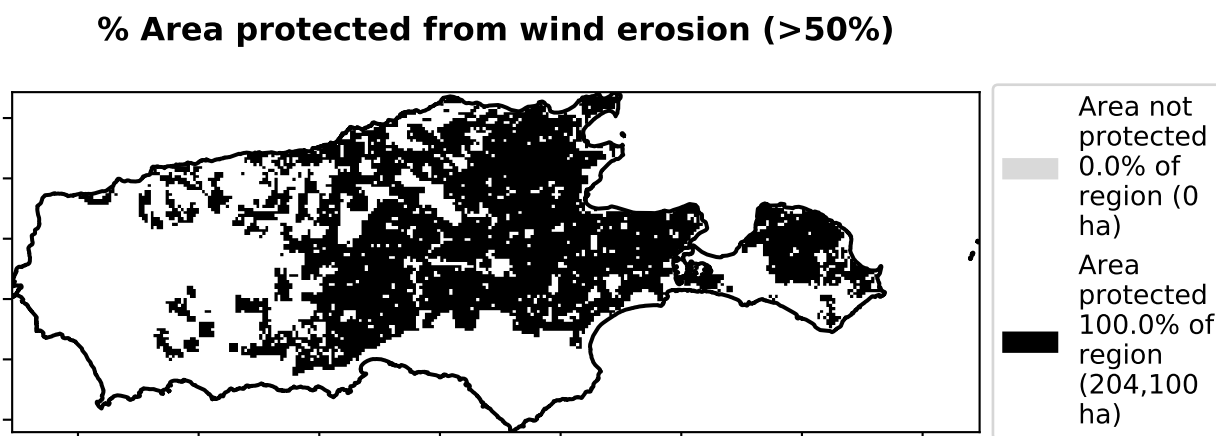 % Area protected from wind erosion (>50%)
Area not
protected
0.0% of
region (0
ha)
Area
protected
100.0% of
region
(204,100
ha)